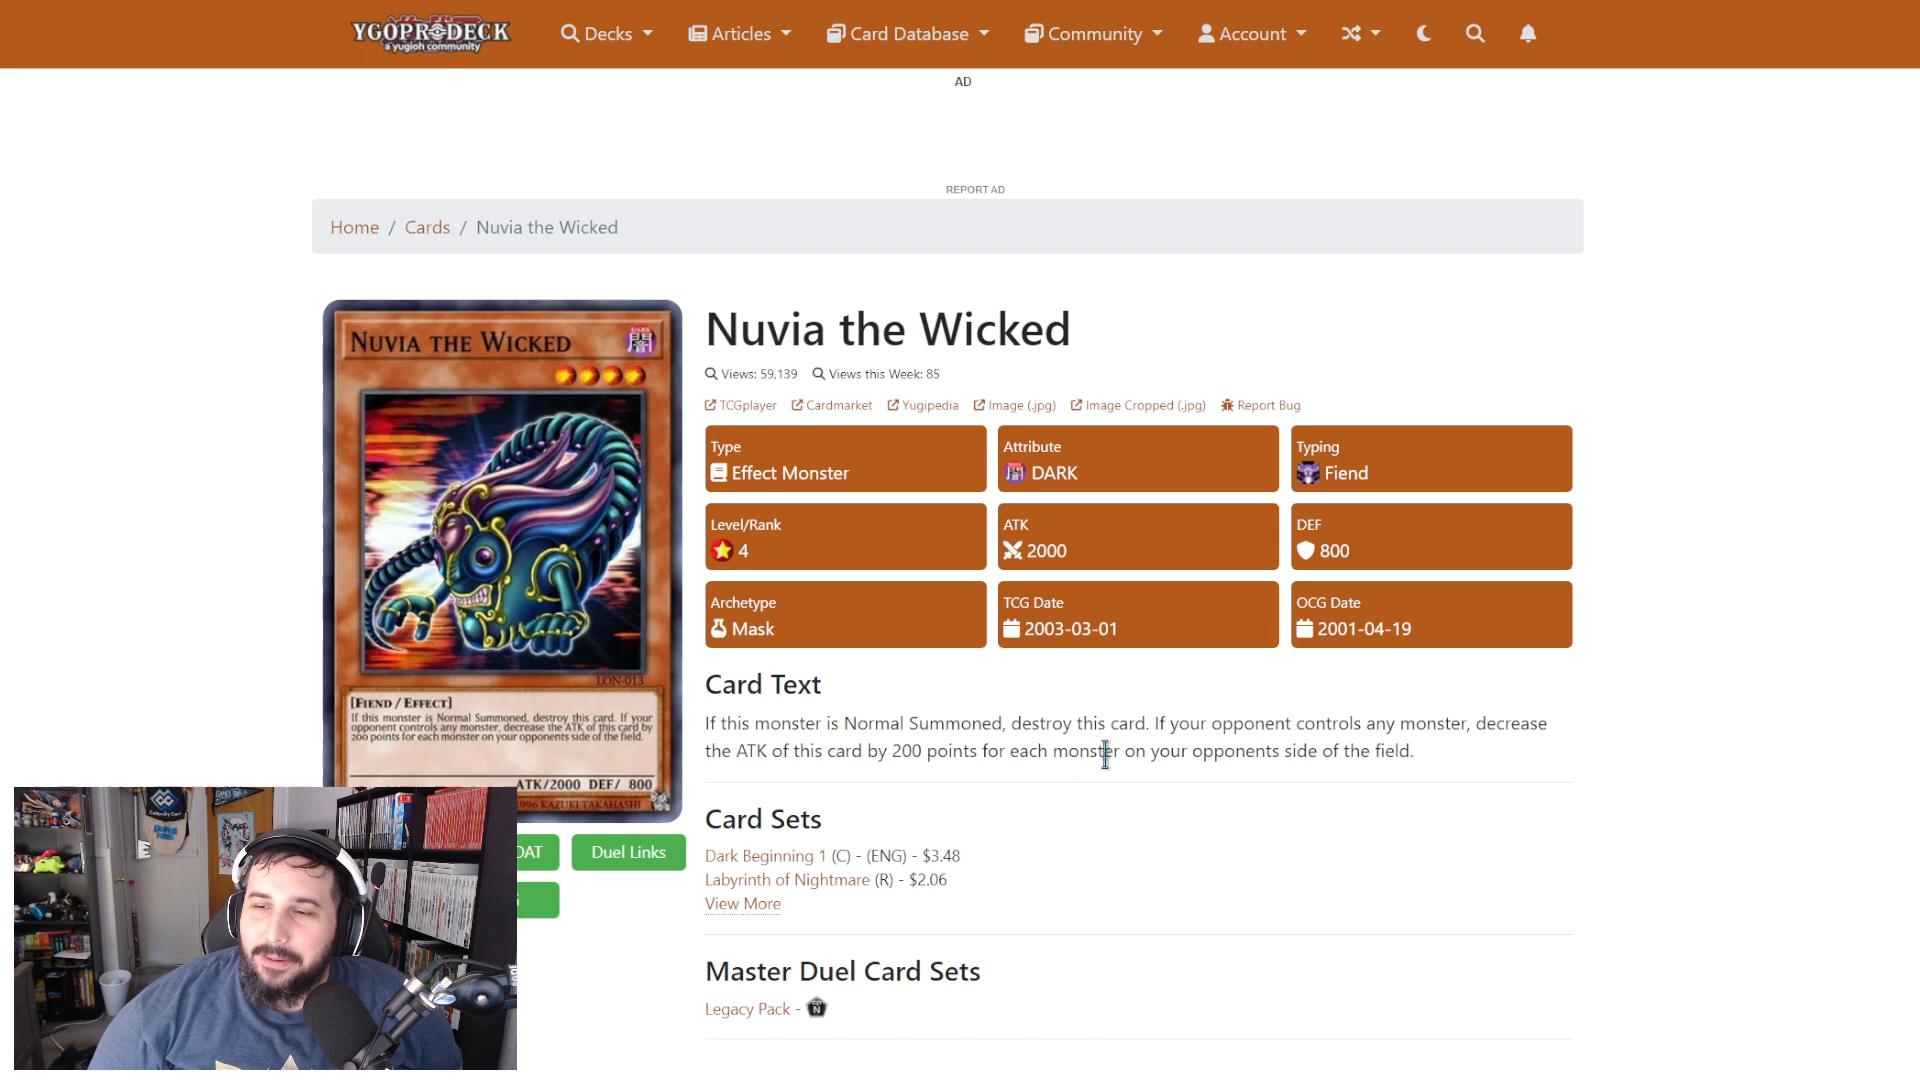 YGOPRODECK
a yugioh community
Decks
Articles
Card Database
Community
Account
AD
REPORT AD
Home / Cards / Nuvia the Wicked
NUVIA THE WICKED
LON-013
[FIEND / EFFECT]
If this monster is Normal Summoned, destroy this card. If your
opponent controls any monster, decrease the ATK of this card by
200 points for each monster on your opponents side of the field.
ATK/2000 DEF/ 800
1996 KAZUKI TAKAHASHI
Duel Links
Nuvia the Wicked
Views: 59,139 Views this Week: 85
TCGplayer Cardmarket Yugipedia Image (.jpg) Image Cropped (.jpg) Report Bug
Type
Effect Monster
Attribute
DARK
Typing
Fiend
Level/Rank
4
ATK
2000
DEF
800
Archetype
Mask
TCG Date
2003-03-01
OCG Date
2001-04-19
Card Text
If this monster is Normal Summoned, destroy this card. If your opponent controls any monster, decrease
the ATK of this card by 200 points for each monster on your opponents side of the field.
Card Sets
Dark Beginning 1 (C) - (ENG) - $3.48
Labyrinth of Nightmare (R) - $2.06
View More
Master Duel Card Sets
Legacy Pack - N